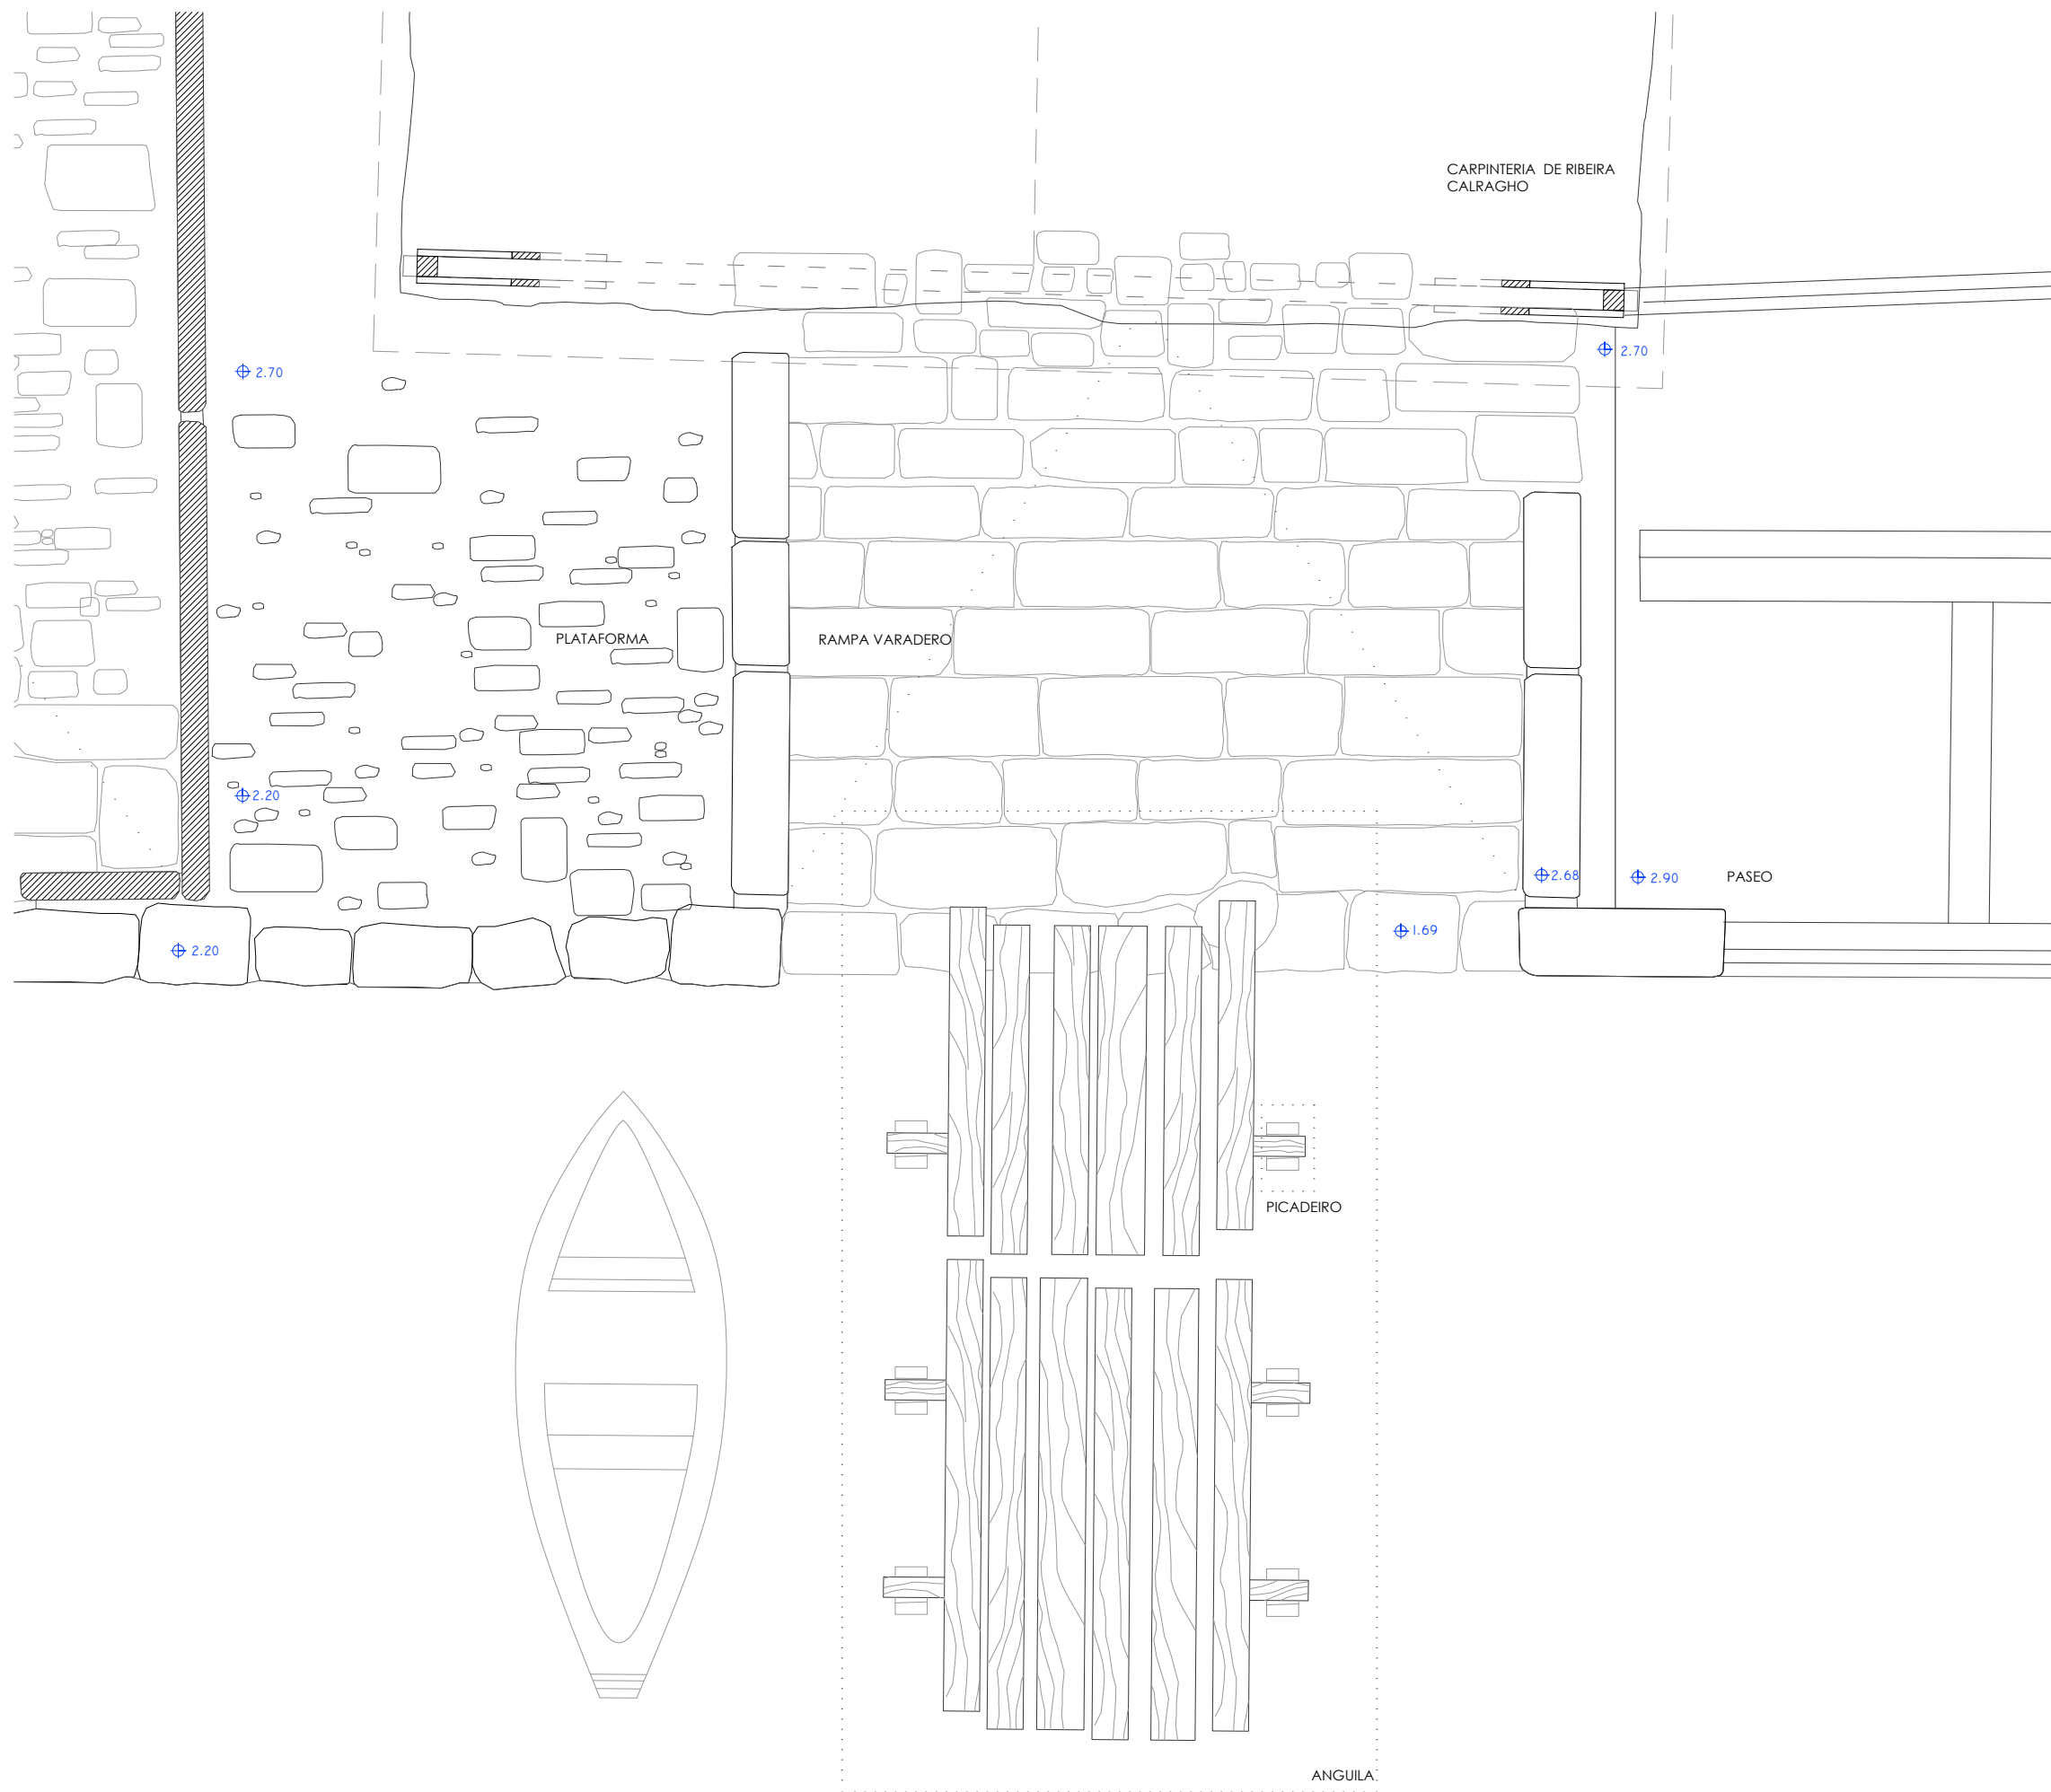 CARPINTERIA DE RIBEIRA
CALRAGHO
2.70
2.70
PLATAFORMA
RAMPA VARADERO
2.20
2.68
2.90
PASEO
2.20
1.69
PICADEIRO
ANGUILA